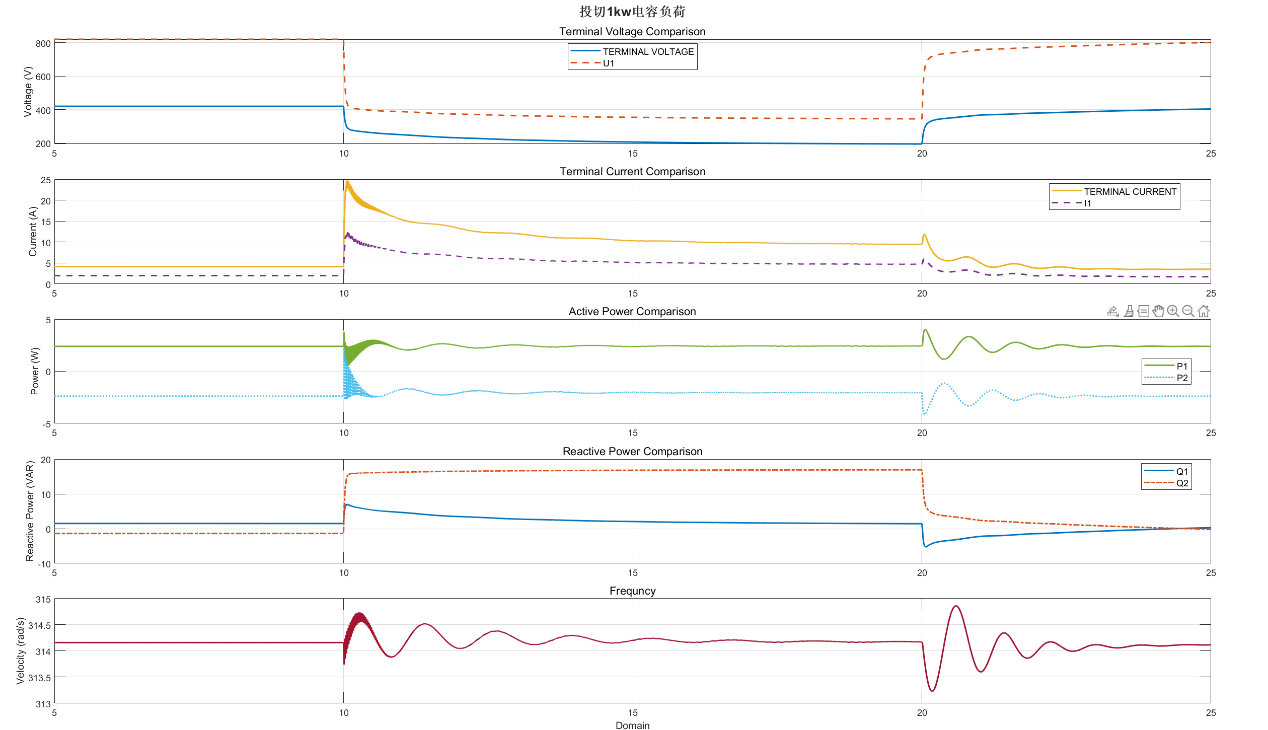 投切1kw电容负荷
Terminal Voltage Comparison
Voltage (V)
800
600
400
200
TERMINAL VOLTAGE
U1
5
10
15
20
25
Terminal Current Comparison
Current (A)
25
20
15
10
5
0
TERMINAL CURRENT
I1
5
10
15
20
25
Active Power Comparison
Power (W)
5
0
-5
P1
P2
5
10
15
20
25
Reactive Power Comparison
Reactive Power (VAR)
20
10
0
-10
Q1
Q2
5
10
15
20
25
Frequncy
Velocity (rad/s)
315
314.5
314
313.5
313
5
10
15
20
25
Domain